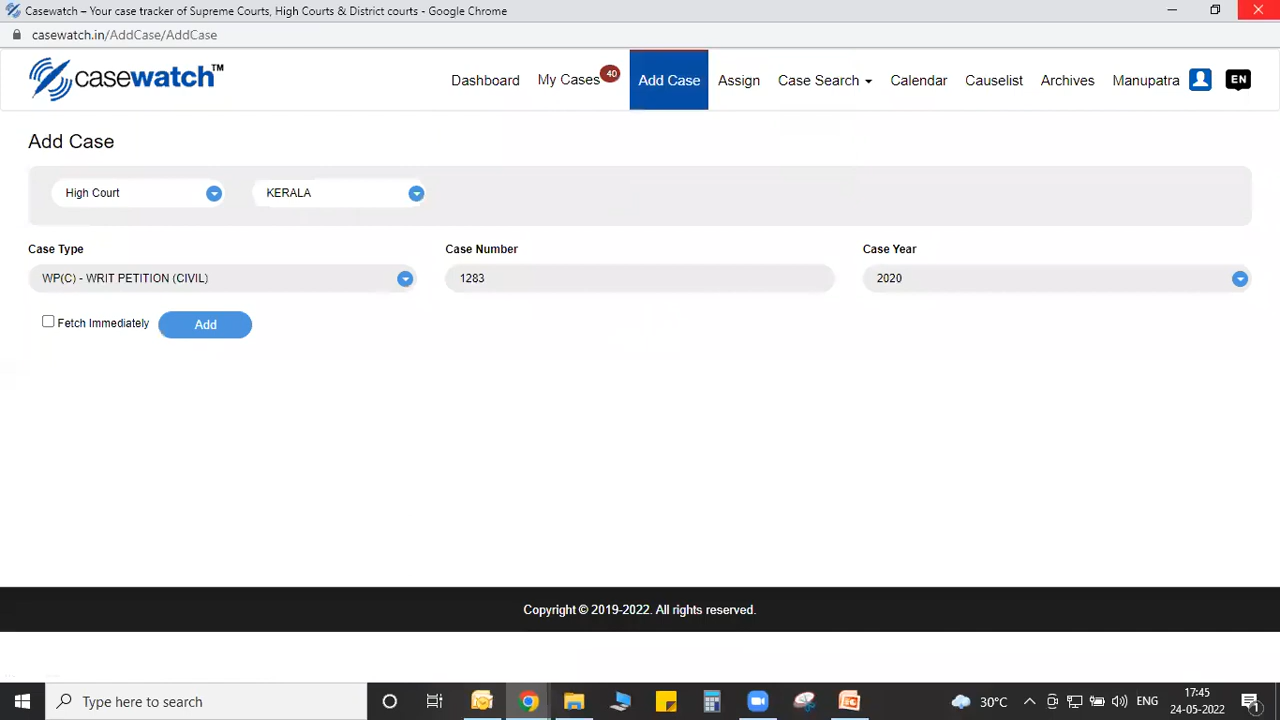 Casewatch – Your case tracker of Supreme Courts, High Courts & District courts - Google Chrome
casewatch.in/AddCase/AddCase
casewatch™
Dashboard My Cases 40 Add Case Assign Case Search Calendar Causelist Archives Manupatra EN
Add Case
High Court KERALA
Case Type Case Number Case Year
WP(C) - WRIT PETITION (CIVIL) 1283 2020
Fetch Immediately Add
Copyright © 2019-2022. All rights reserved.
Type here to search 30°C ENG 17:45
24-05-2022 1